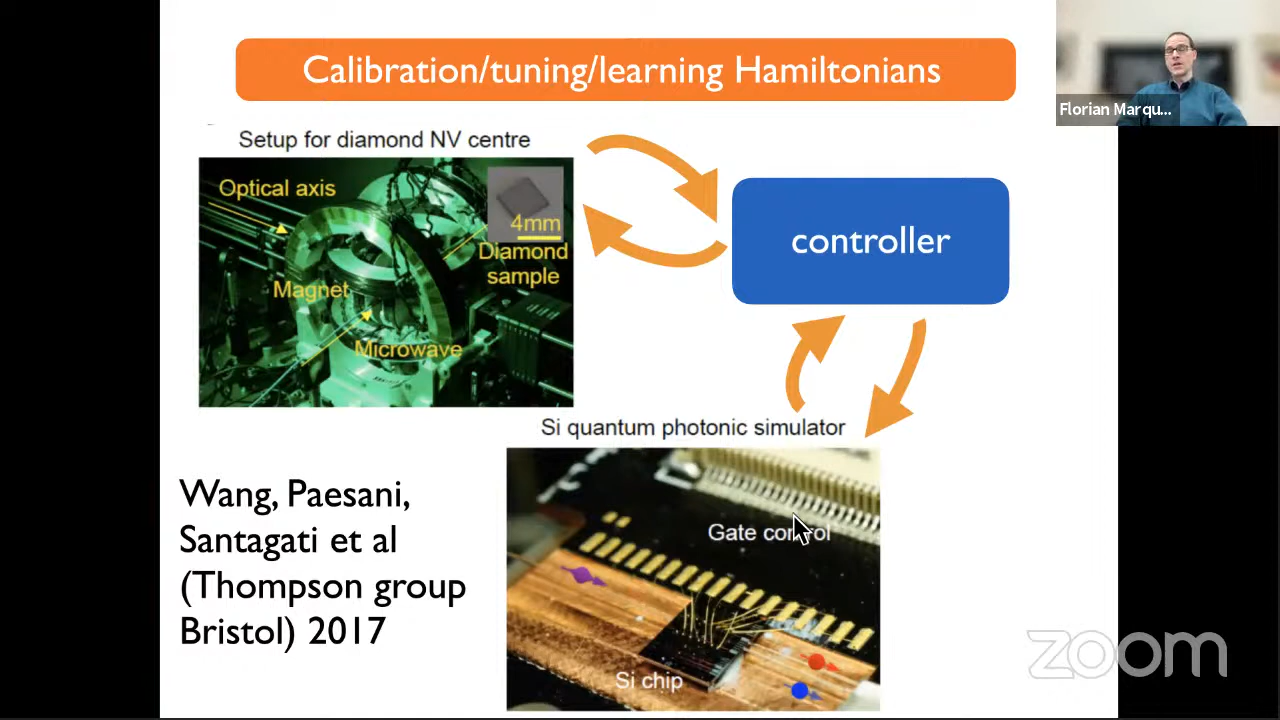 Calibration/tuning/learning Hamiltonians
Florian Marqu...
Setup for diamond NV centre
Optical axis
4mm
Diamond
sample
Magnet
Microwave
controller
Si quantum photonic simulator
Gate control
Si chip
Wang, Paesani,
Santagati et al
(Thompson group
Bristol) 2017
zoom